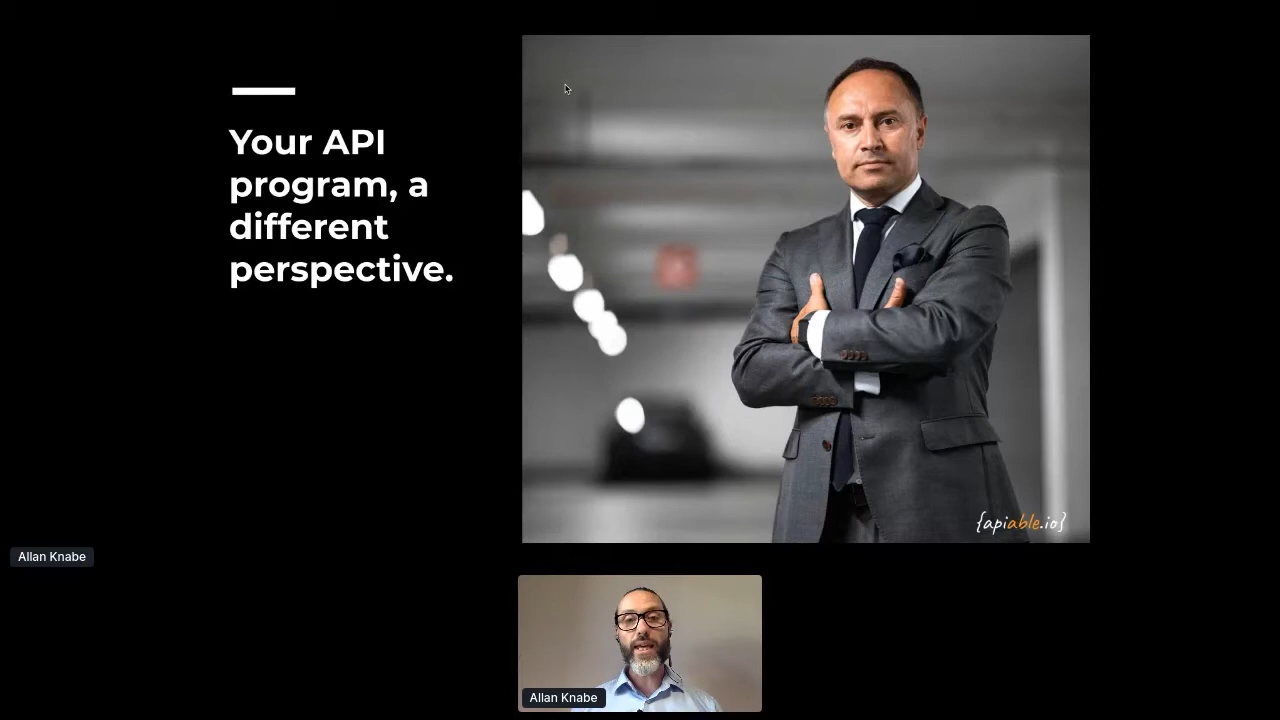 Your API
program, a
different
perspective.
{apiable.io}
Allan Knabe
Allan Knabe